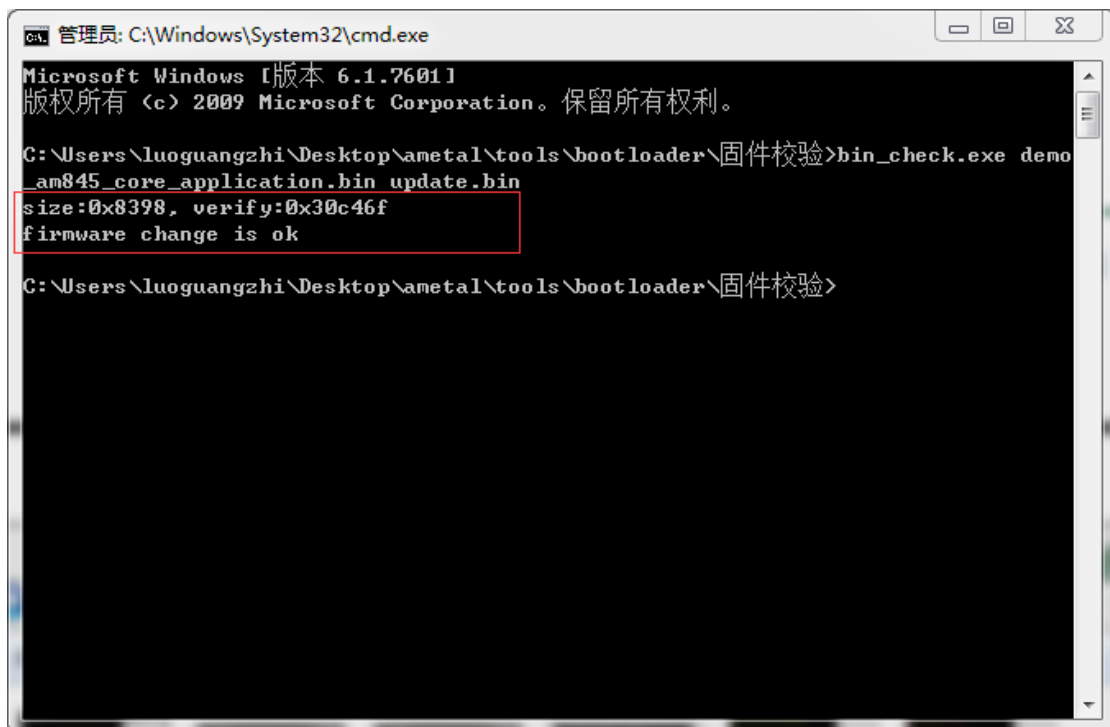 管理员: C:\Windows\System32\cmd.exe
Microsoft Windows [版本 6.1.7601]
版权所有 (c) 2009 Microsoft Corporation。保留所有权利。
C:\Users\luoguangzhi\Desktop\ametal\tools\bootloader\固件校验>bin_check.exe demo
_am845_core_application.bin update.bin
size:0x8398, verify:0x30c46f
firmware change is ok
C:\Users\luoguangzhi\Desktop\ametal\tools\bootloader\固件校验>